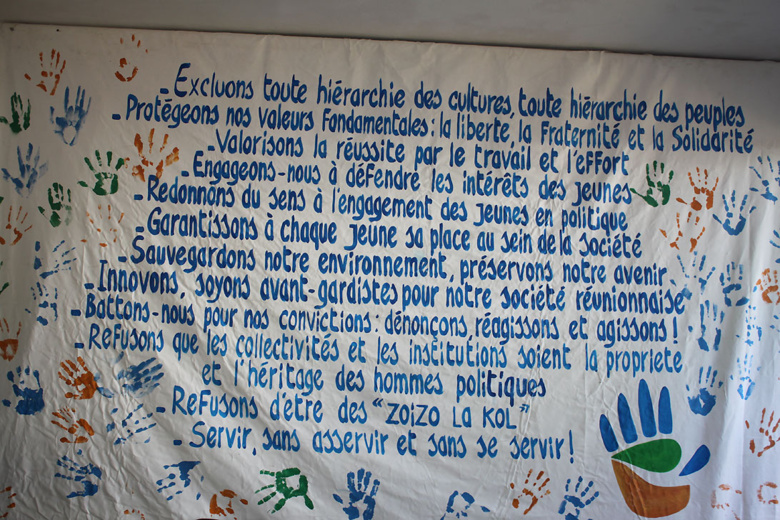 - Excluons toute hiérarchie des cultures, toute hiérarchie des peuples
- Protégeons nos valeurs Fondamentales : la liberte, la Fraternité et la Solidarité
- Valorisons la réussite par le travail et l'eFFort
- Engageons-nous à déFendre les intérêts des jeunes
- Redonnons du sens à l'engagement des jeunes en politique
- Garantissons à chaque jeune sa place au sein de la société
- Sauvegardons notre environnement, préservons notre avenir
- Innovons, soyons avant-gardistes pour notre société réunionnaise
- Battons-nous pour nos convictions : dénonçons, réagissons et agissons !
- ReFusons que les collectivités et les institutions soient la propriete
et l'héritage des hommes politiques
- ReFusons d'être des "ZOiZO La KOL"
- Servir, sans asservir et sans se servir !